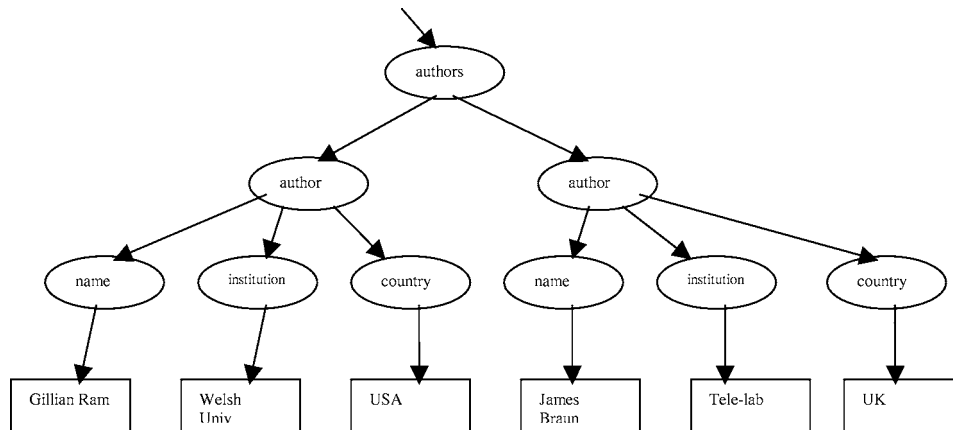 authors
author
author
name
institution
country
name
institution
country
Gillian Ram
Welsh
Univ
USA
James
Braun
Tele-lab
UK